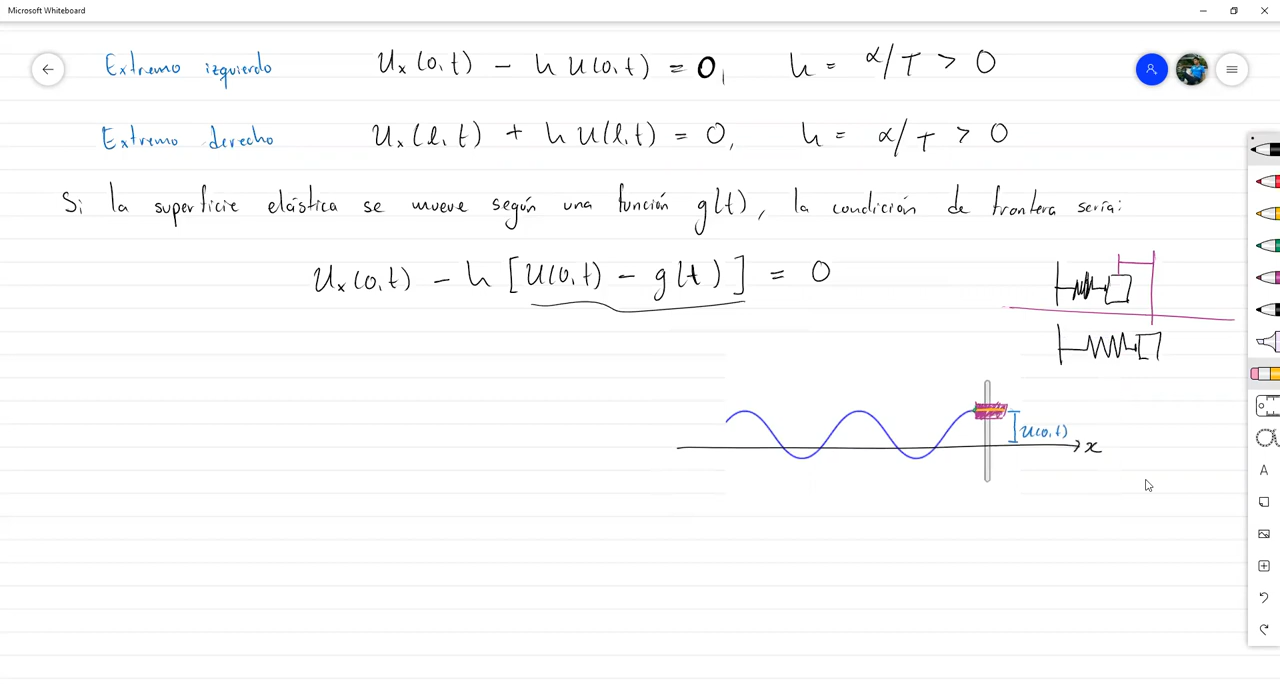 Microsoft Whiteboard
Extremo izquierdo uₓ(0,t) - h u(0,t) = 0, h = α/T > 0
Extremo derecho uₓ(l,t) + h u(l,t) = 0, h = α/T > 0
Si la superficie elástica se mueve según una función g(t), la condición de frontera sería:
uₓ(0,t) - h [u(0,t) - g(t)] = 0
u(0,t)
x
A